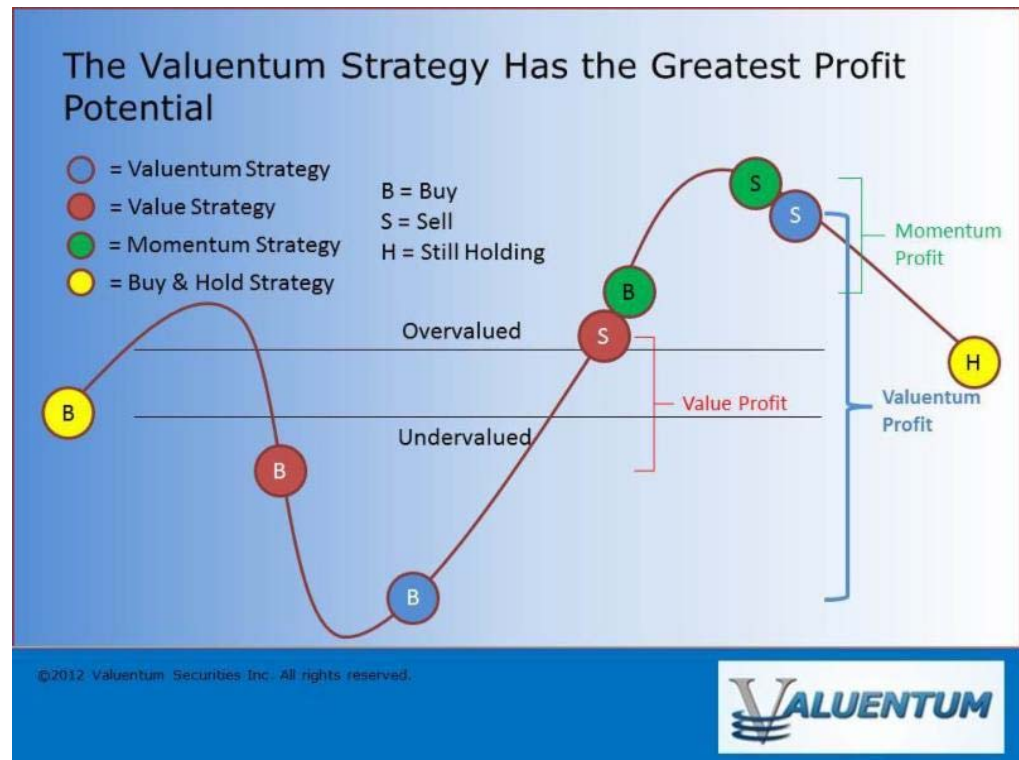 The Valuentum Strategy Has the Greatest Profit
Potential
= Valuentum Strategy
= Value Strategy
= Momentum Strategy
= Buy & Hold Strategy
B = Buy
S = Sell
H = Still Holding
S
S
Momentum
Profit
B
Overvalued
S
H
B
Value Profit
Valuentum
Profit
Undervalued
B
B
©2012 Valuentum Securities Inc. All rights reserved.
VALUENTUM